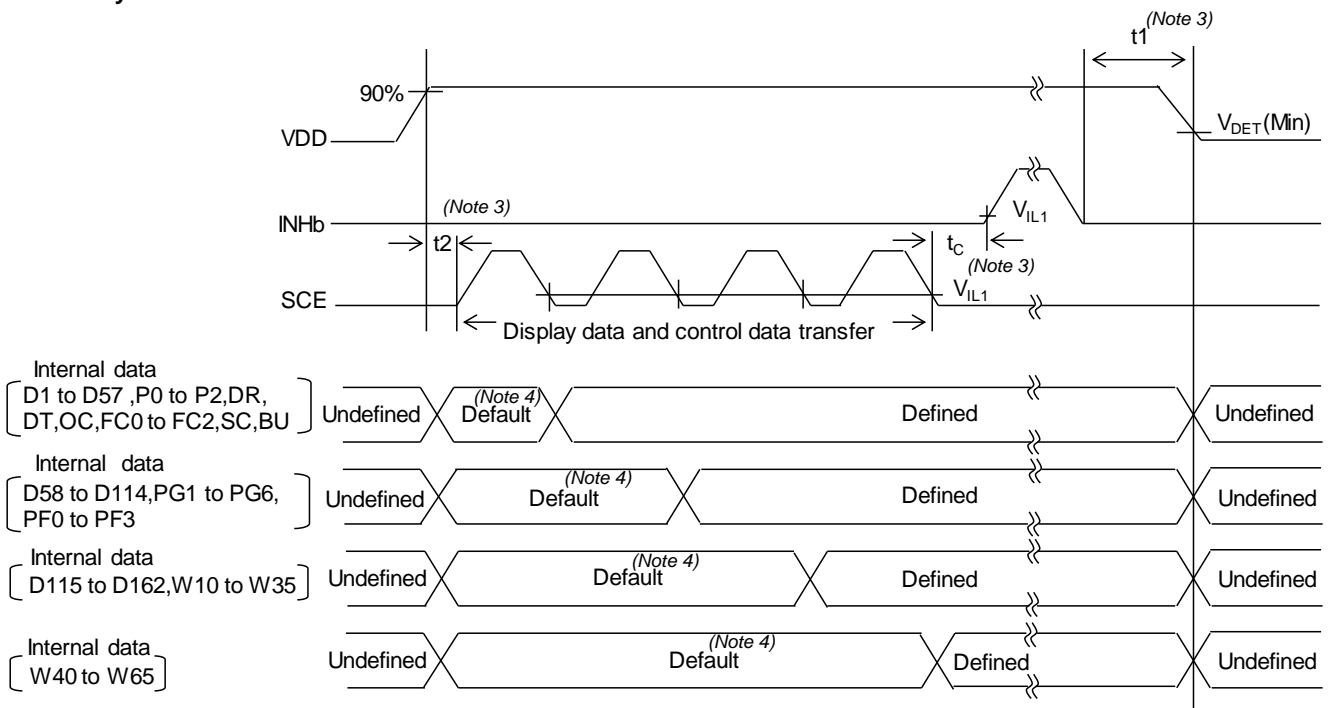 t1 (Note 3)
90%
VDD
VDET(Min)
(Note 3)
INHb
VIL1
t2
tC
(Note 3)
SCE
VIL1
Display data and control data transfer
Internal data
D1 to D57 ,P0 to P2,DR,
DT,OC,FC0 to FC2,SC,BU
Undefined
(Note 4)
Default
Defined
Undefined
Internal data
D58 to D114,PG1 to PG6,
PF0 to PF3
Undefined
(Note 4)
Default
Defined
Undefined
Internal data
D115 to D162,W10 to W35
Undefined
(Note 4)
Default
Defined
Undefined
Internal data
W40 to W65
Undefined
(Note 4)
Default
Defined
Undefined